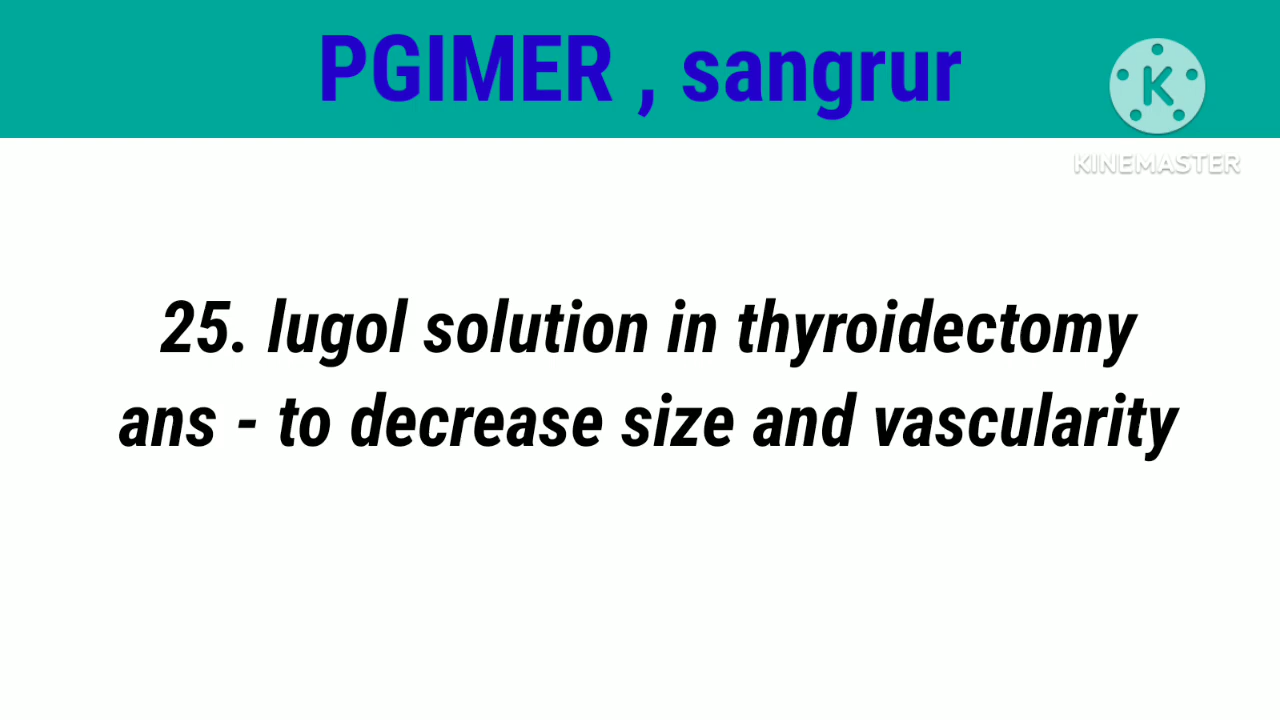 PGIMER , sangrur
K
KINEMASTER
25. lugol solution in thyroidectomy
ans - to decrease size and vascularity